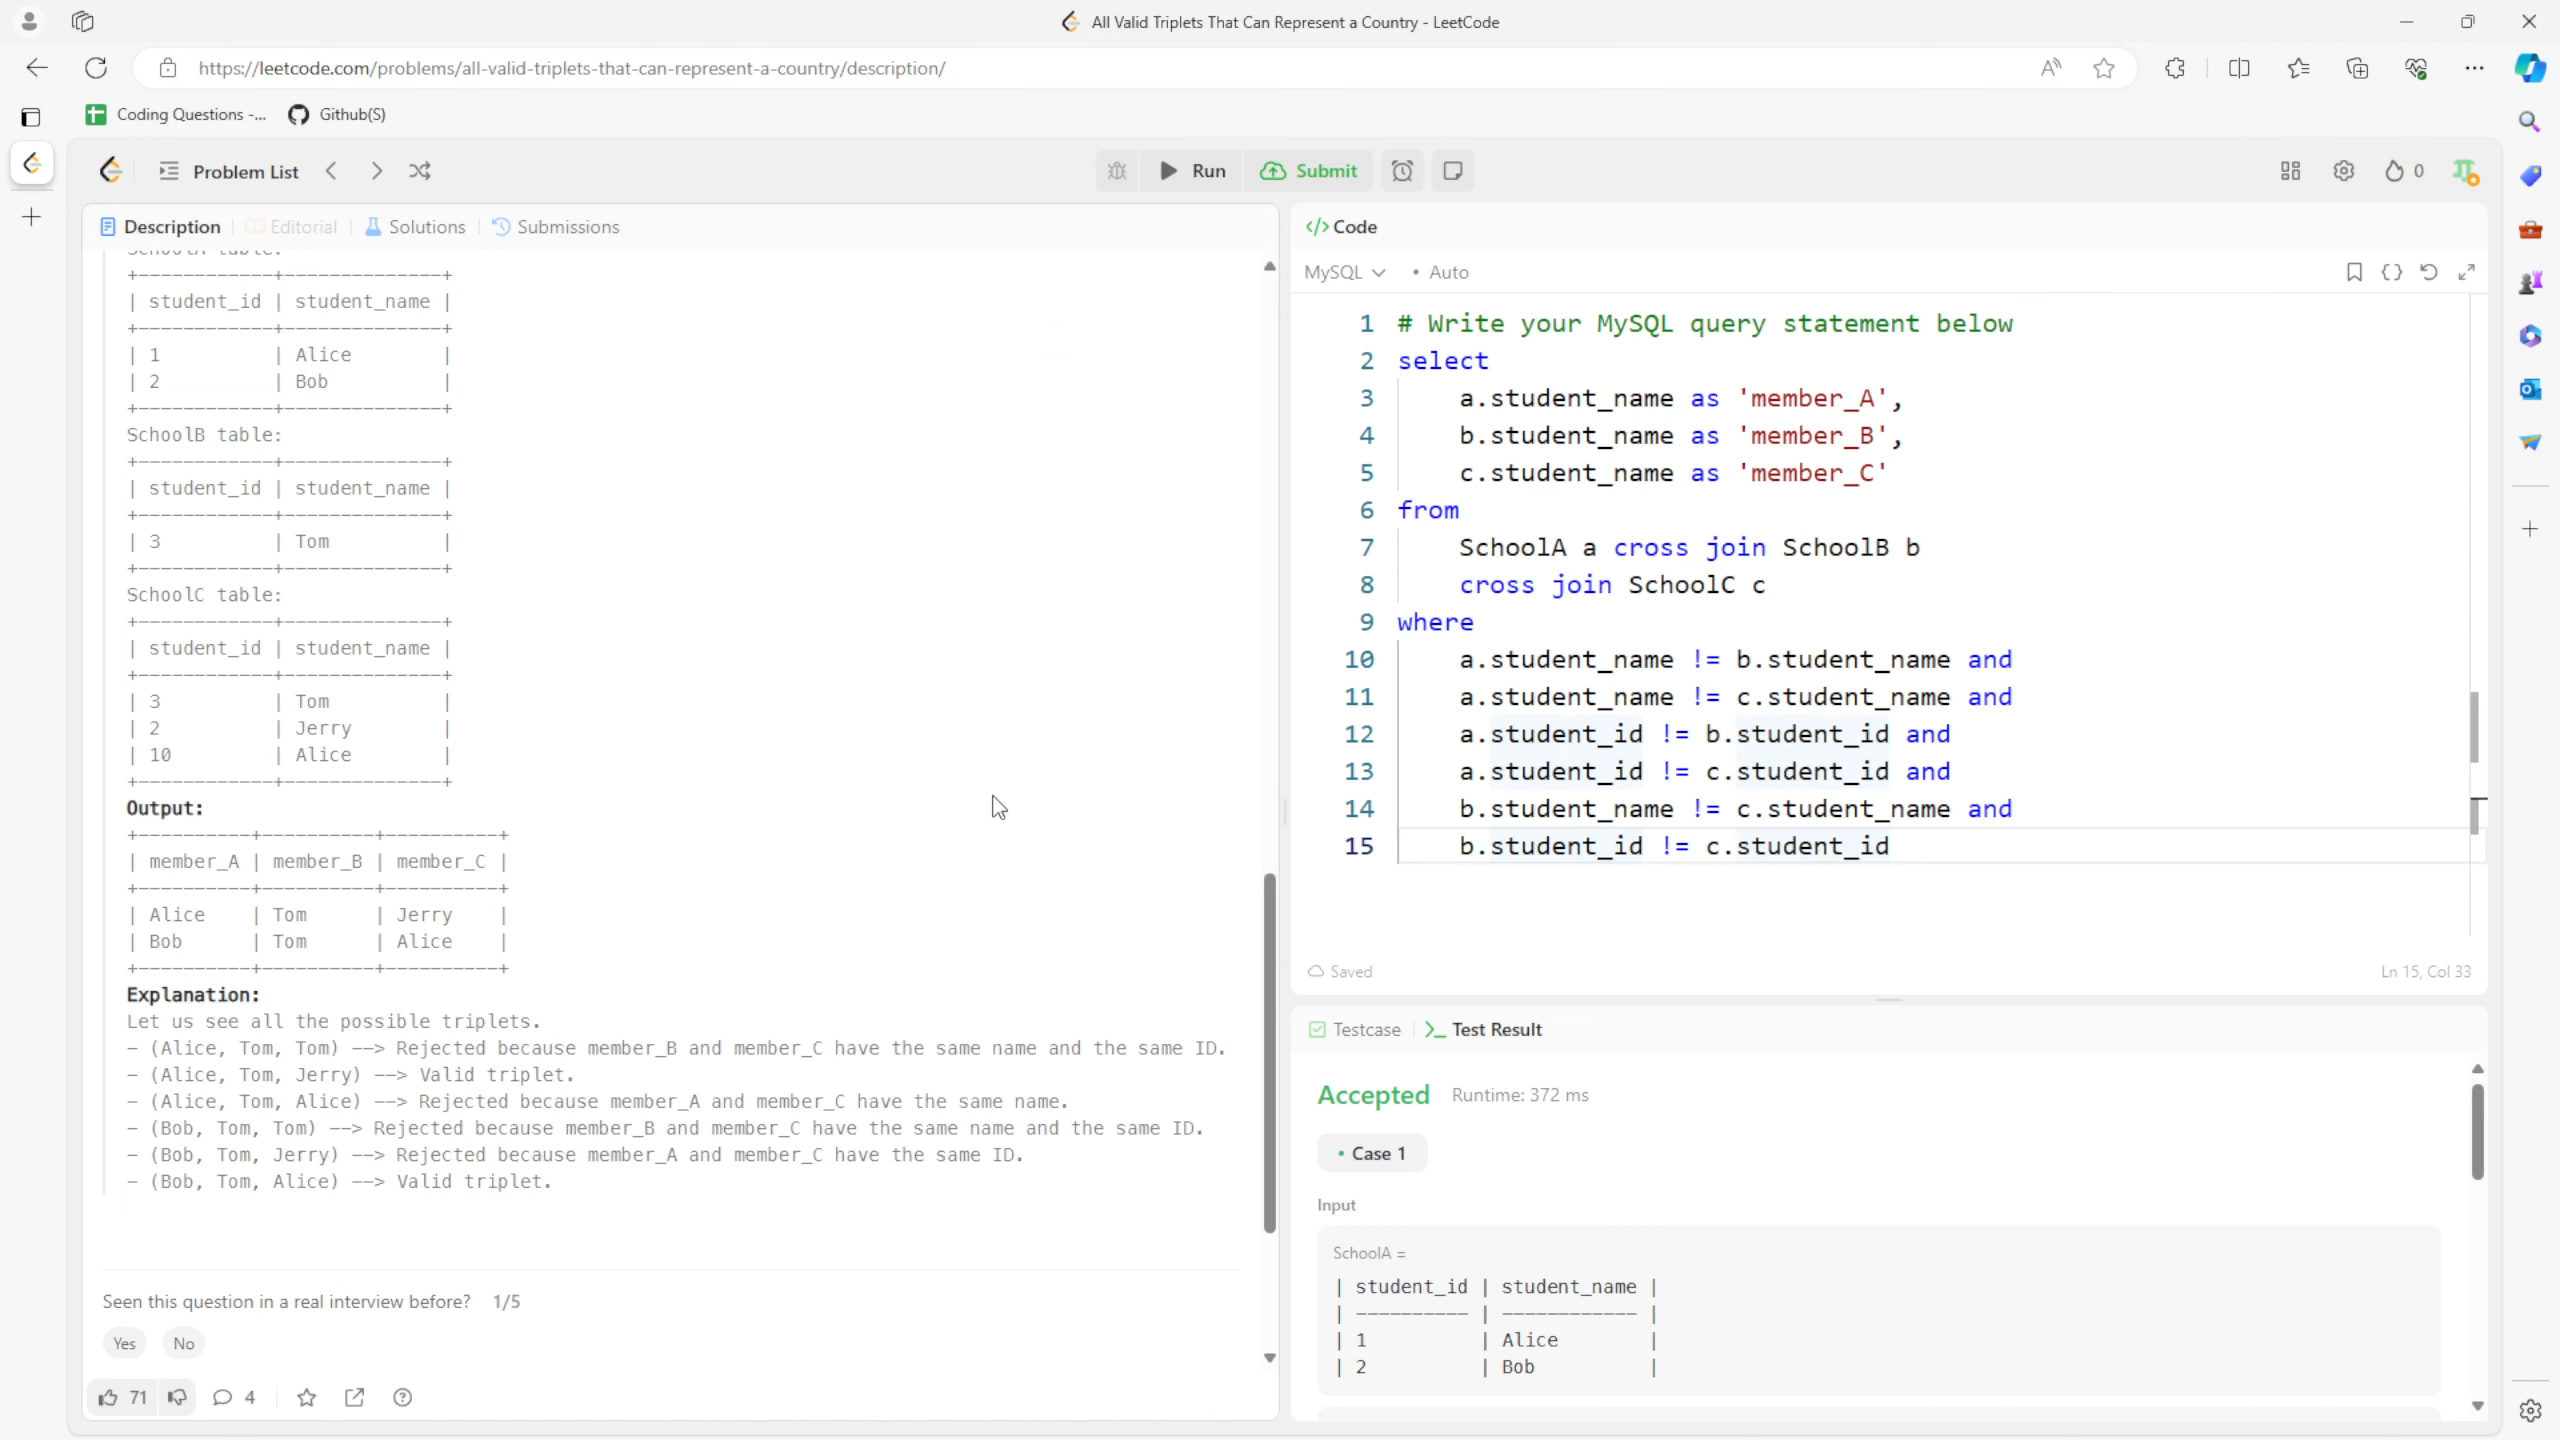 All Valid Triplets That Can Represent a Country - LeetCode
https://leetcode.com/problems/all-valid-triplets-that-can-represent-a-country/description/
Coding Questions -... Github(S)
Problem List
Run Submit
0
Description Editorial Solutions Submissions
SchoolA table:
+------------+--------------+
| student_id | student_name |
+------------+--------------+
| 1 | Alice |
| 2 | Bob |
+------------+--------------+
SchoolB table:
+------------+--------------+
| student_id | student_name |
+------------+--------------+
| 3 | Tom |
+------------+--------------+
SchoolC table:
+------------+--------------+
| student_id | student_name |
+------------+--------------+
| 3 | Tom |
| 2 | Jerry |
| 10 | Alice |
+------------+--------------+
Output:
+----------+----------+----------+
| member_A | member_B | member_C |
+----------+----------+----------+
| Alice | Tom | Jerry |
| Bob | Tom | Alice |
+----------+----------+----------+
Explanation:
Let us see all the possible triplets.
- (Alice, Tom, Tom) --> Rejected because member_B and member_C have the same name and the same ID.
- (Alice, Tom, Jerry) --> Valid triplet.
- (Alice, Tom, Alice) --> Rejected because member_A and member_C have the same name.
- (Bob, Tom, Tom) --> Rejected because member_B and member_C have the same name and the same ID.
- (Bob, Tom, Jerry) --> Rejected because member_A and member_C have the same ID.
- (Bob, Tom, Alice) --> Valid triplet.
Seen this question in a real interview before? 1/5
Yes No
71 4
</> Code
MySQL • Auto
1 # Write your MySQL query statement below
2 select
3 a.student_name as 'member_A',
4 b.student_name as 'member_B',
5 c.student_name as 'member_C'
6 from
7 SchoolA a cross join SchoolB b
8 cross join SchoolC c
9 where
10 a.student_name != b.student_name and
11 a.student_name != c.student_name and
12 a.student_id != b.student_id and
13 a.student_id != c.student_id and
14 b.student_name != c.student_name and
15 b.student_id != c.student_id
Saved Ln 15, Col 33
Testcase >_ Test Result
Accepted Runtime: 372 ms
• Case 1
Input
SchoolA =
| student_id | student_name |
| ---------- | ------------ |
| 1 | Alice |
| 2 | Bob |